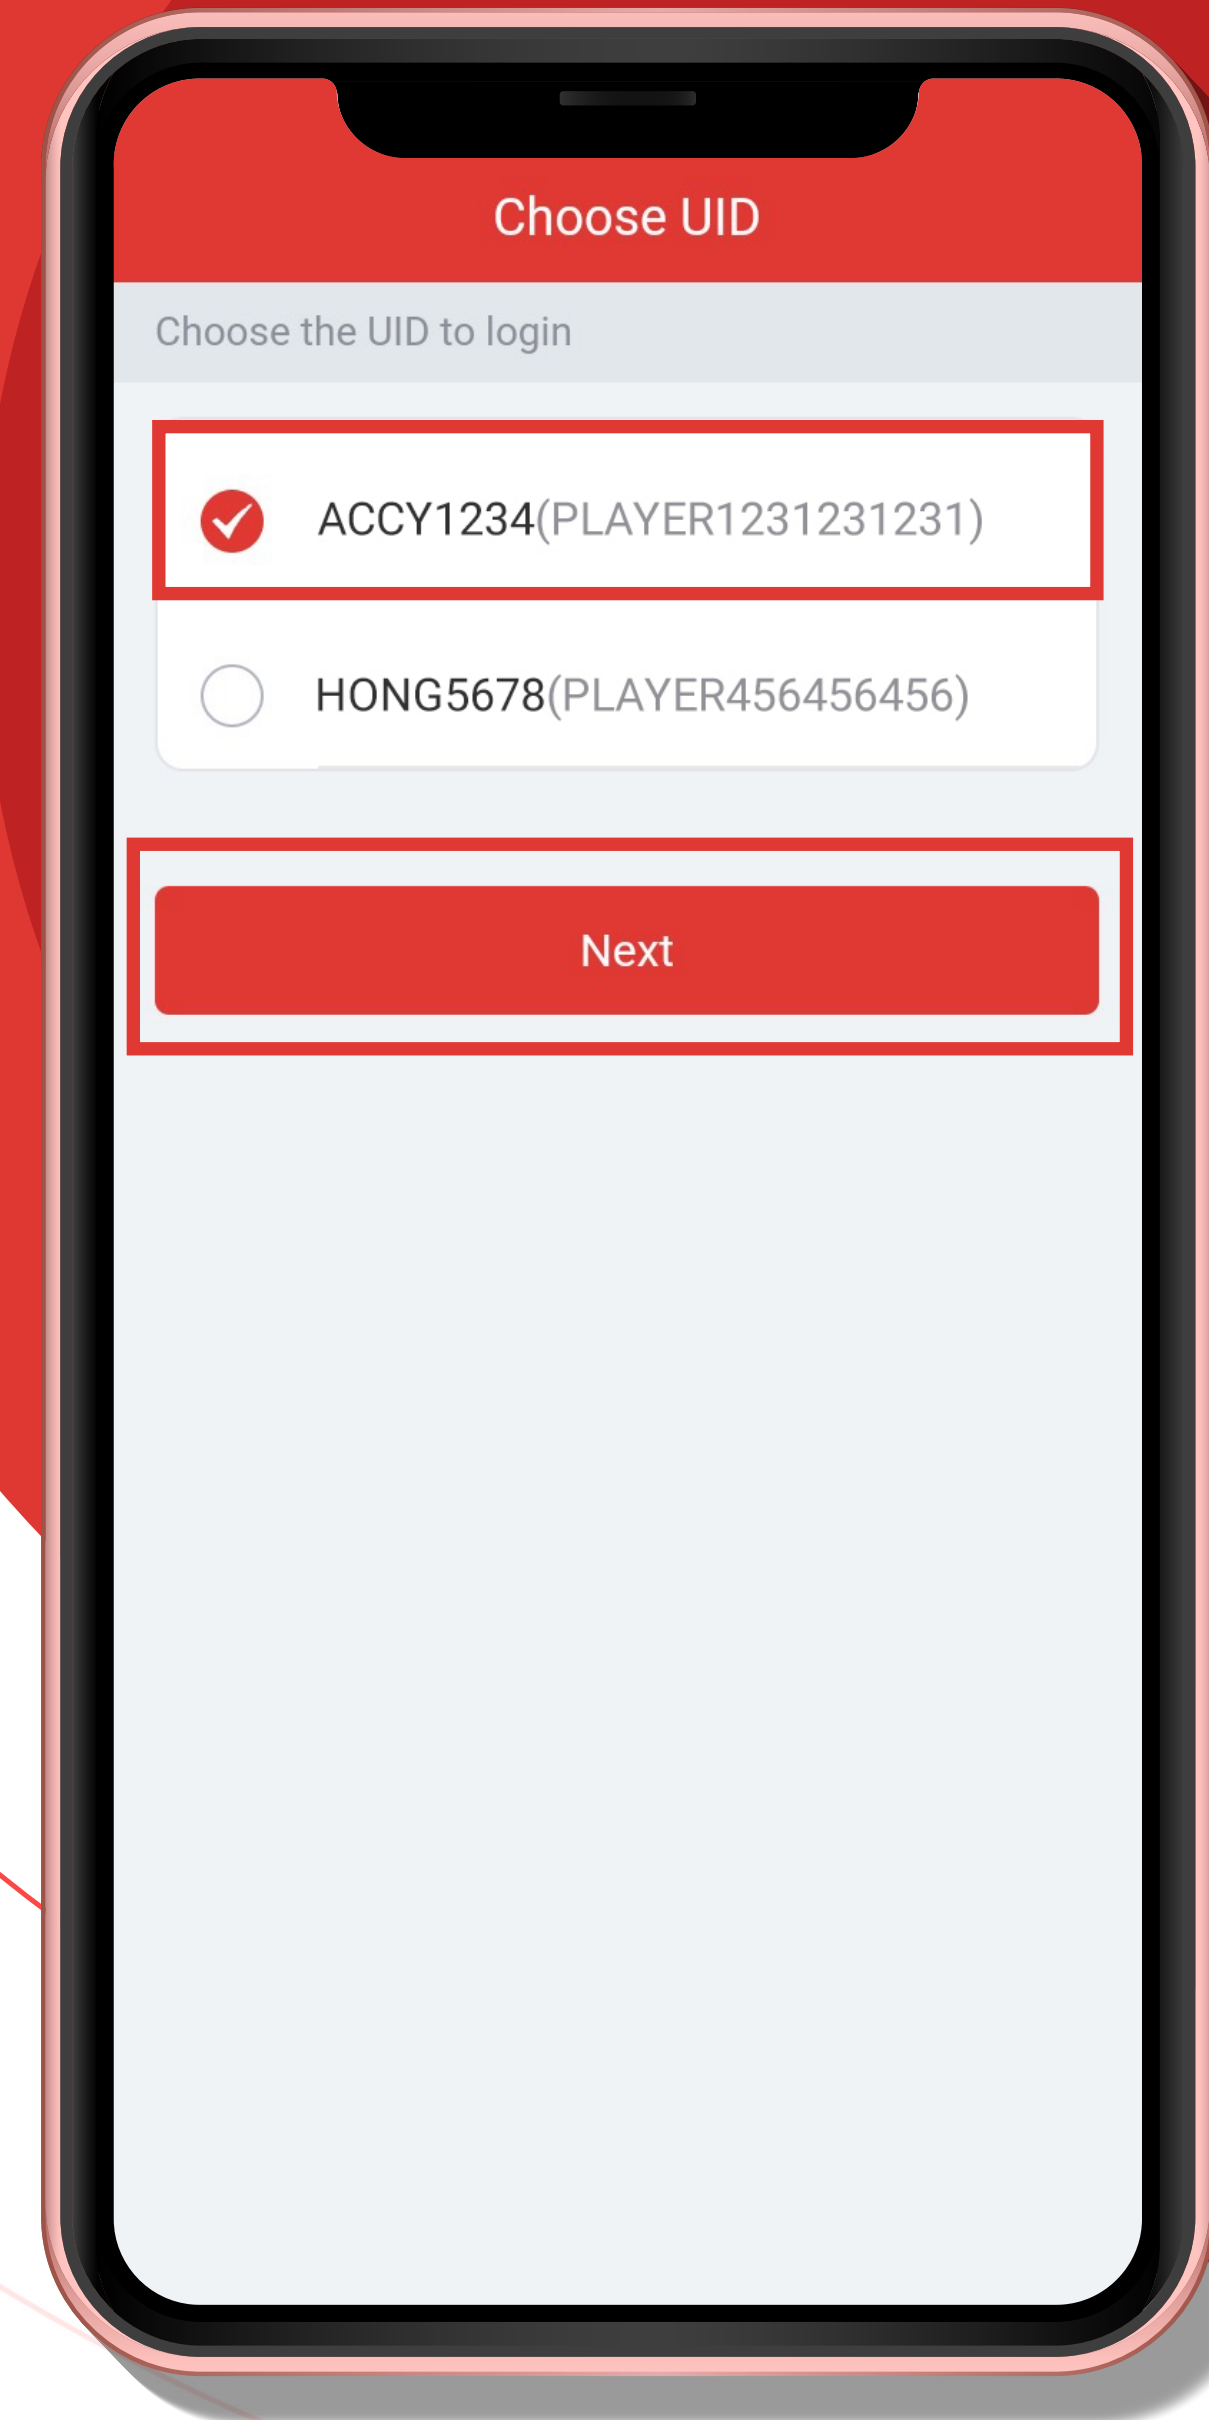 Choose UID
Choose the UID to login
ACCY1234(PLAYER1231231231)
HONG5678(PLAYER456456456)
Next